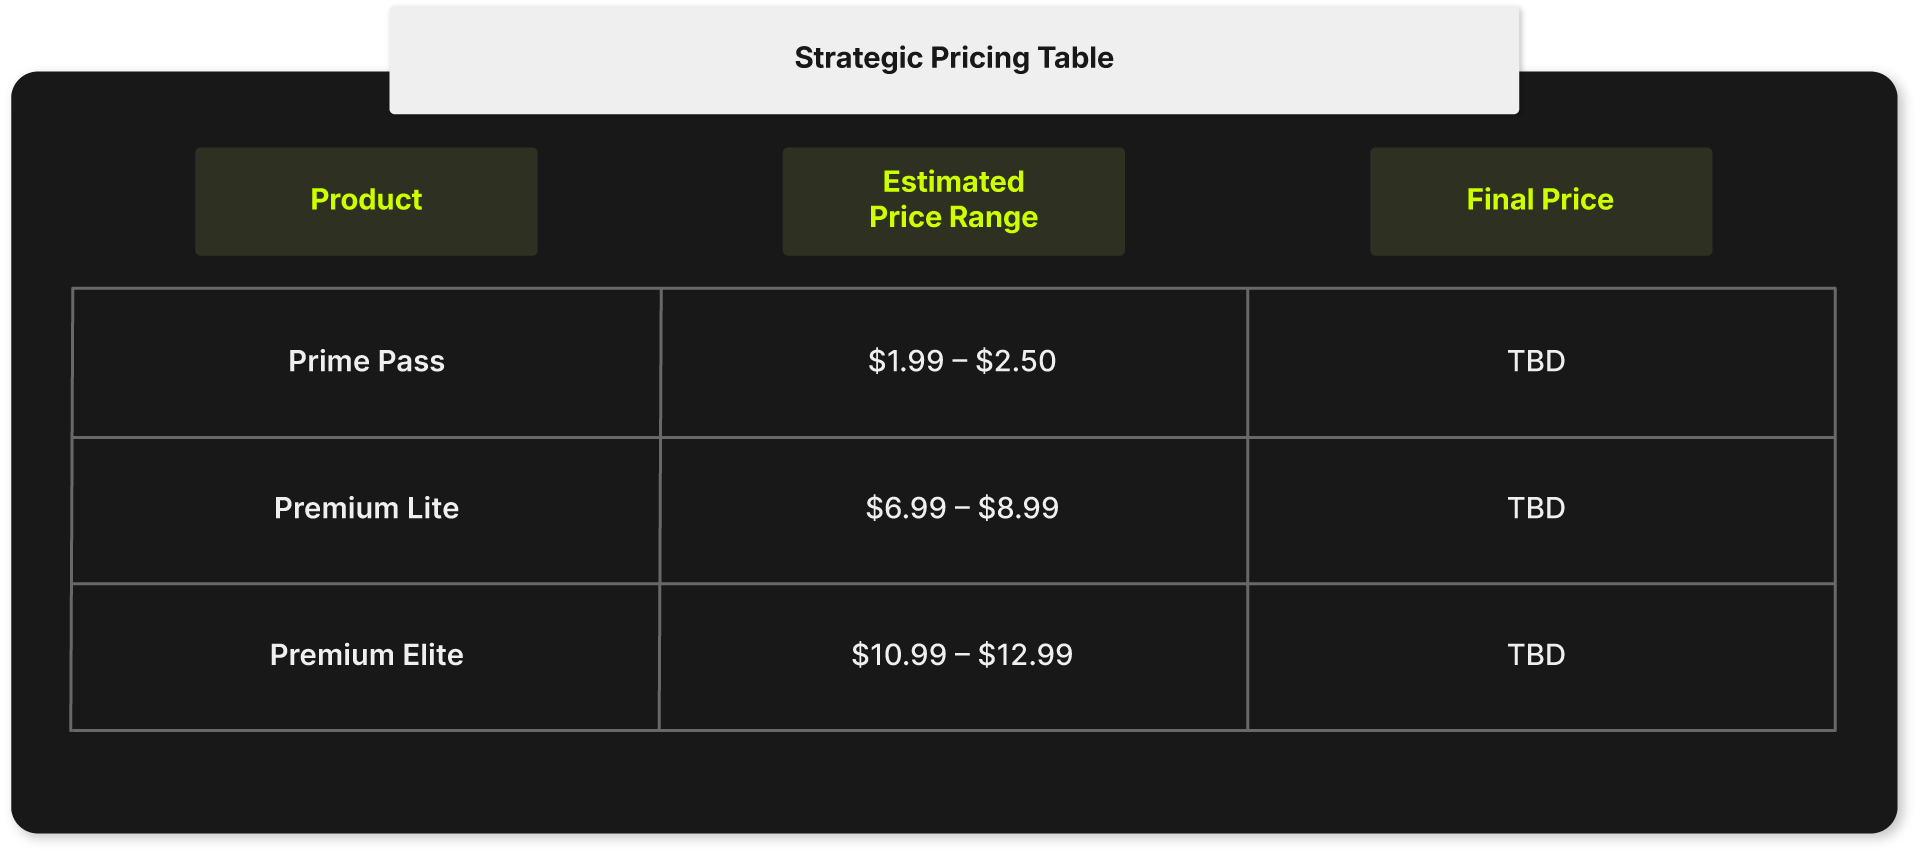 Strategic Pricing Table
Product
Estimated
Price Range
Final Price
Prime Pass
$1.99 – $2.50
TBD
Premium Lite
$6.99 – $8.99
TBD
Premium Elite
$10.99 – $12.99
TBD